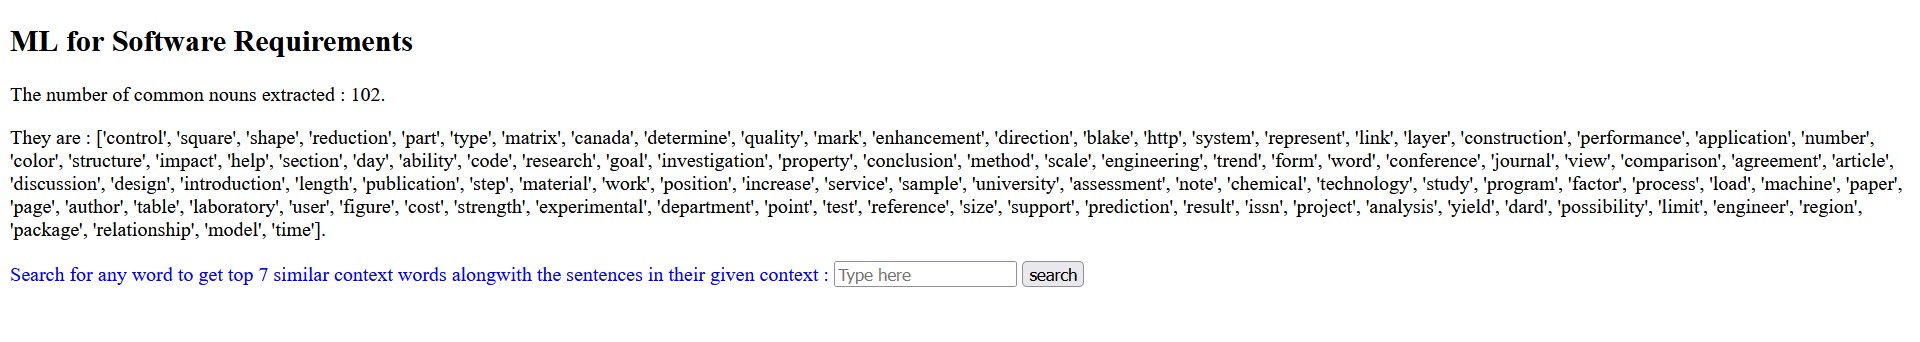 ML for Software Requirements
The number of common nouns extracted : 102.
They are : ['control', 'square', 'shape', 'reduction', 'part', 'type', 'matrix', 'canada', 'determine', 'quality', 'mark', 'enhancement', 'direction', 'blake', 'http', 'system', 'represent', 'link', 'layer', 'construction', 'performance', 'application', 'number',
'color', 'structure', 'impact', 'help', 'section', 'day', 'ability', 'code', 'research', 'goal', 'investigation', 'property', 'conclusion', 'method', 'scale', 'engineering', 'trend', 'form', 'word', 'conference', 'journal', 'view', 'comparison', 'agreement', 'article',
'discussion', 'design', 'introduction', 'length', 'publication', 'step', 'material', 'work', 'position', 'increase', 'service', 'sample', 'university', 'assessment', 'note', 'chemical', 'technology', 'study', 'program', 'factor', 'process', 'load', 'machine', 'paper',
'page', 'author', 'table', 'laboratory', 'user', 'figure', 'cost', 'strength', 'experimental', 'department', 'point', 'test', 'reference', 'size', 'support', 'prediction', 'result', 'issn', 'project', 'analysis', 'yield', 'dard', 'possibility', 'limit', 'engineer', 'region',
'package', 'relationship', 'model', 'time'].
Search for any word to get top 7 similar context words alongwith the sentences in their given context : Type here search